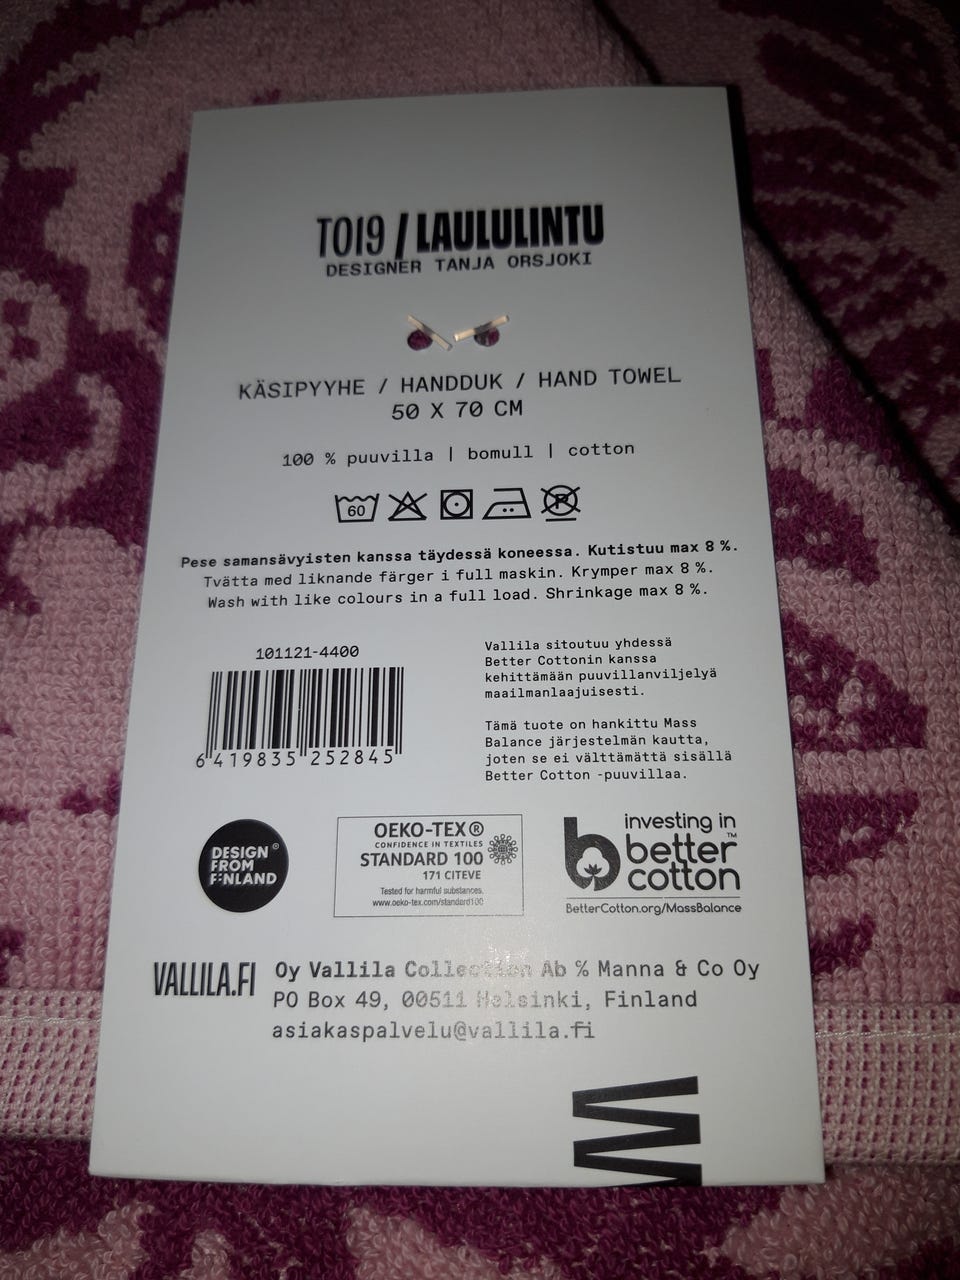 TO19 / LAULULINTU
DESIGNER TANJA ORSJOKI
KÄSIPYYHE / HANDDUK / HAND TOWEL
50 X 70 CM
100 % puuvilla | bomull | cotton
60
P
Pese samansävyisten kanssa täydessä koneessa. Kutistuu max 8 %.
Tvätta med liknande färger i full maskin. Krymper max 8 %.
Wash with like colours in a full load. Shrinkage max 8 %.
101121-4400
6 419835 252845
Vallila sitoutuu yhdessä
Better Cottonin kanssa
kehittämään puuvillanviljelyä
maailmanlaajuisesti.
Tämä tuote on hankittu Mass
Balance järjestelmän kautta,
joten se ei välttämättä sisällä
Better Cotton -puuvillaa.
DESIGN®
FROM
FINLAND
OEKO-TEX®
CONFIDENCE IN TEXTILES
STANDARD 100
171 CITEVE
Tested for harmful substances.
www.oeko-tex.com/standard100
investing in
better™
cotton
BetterCotton.org/MassBalance
VALLILA.FI
Oy Vallila Collection Ab % Manna & Co Oy
PO Box 49, 00511 Helsinki, Finland
asiakaspalvelu@vallila.fi
W